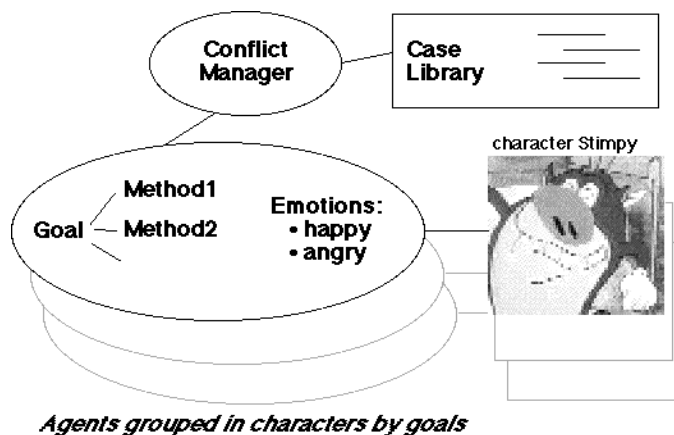 Conflict
Manager
Case
Library
character Stimpy
Method1
Goal
Method2
Emotions:
• happy
• angry
Agents grouped in characters by goals